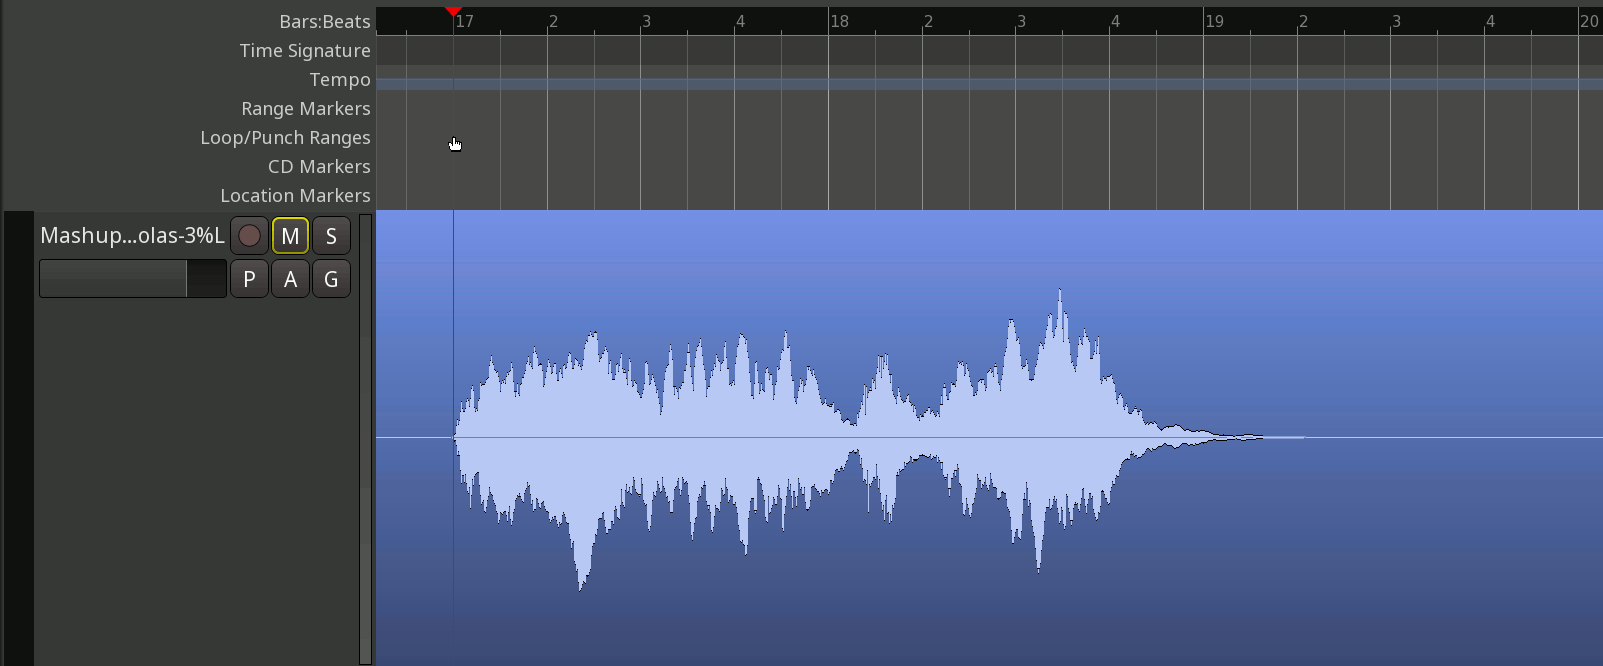 Bars:Beats 17 2 3 4 18 2 3 4 19 2 3 4 20
Time Signature
Tempo
Range Markers
Loop/Punch Ranges
CD Markers
Location Markers
Mashup...olas-3%L M S
P A G